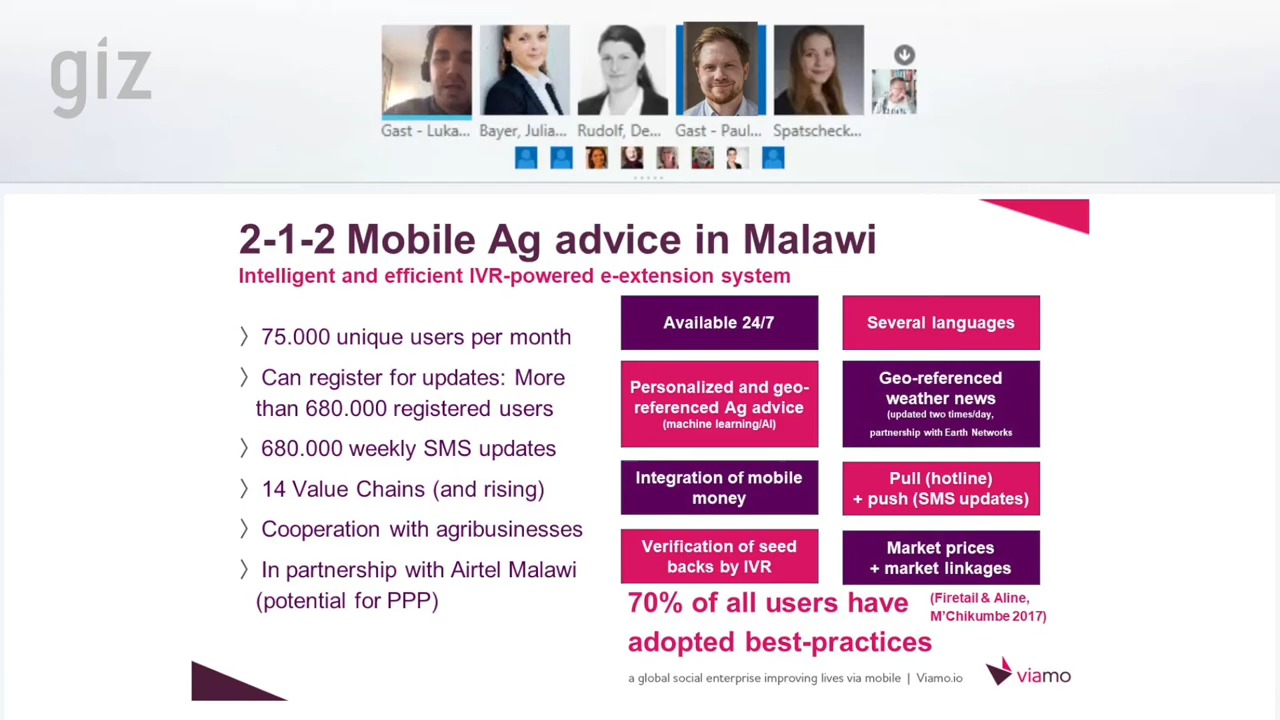 giz
Gast - Luka...
Bayer, Julia...
Rudolf, De...
Gast - Paul...
Spatscheck...
2-1-2 Mobile Ag advice in Malawi
Intelligent and efficient IVR-powered e-extension system
〉 75.000 unique users per month
〉 Can register for updates: More
than 680.000 registered users
〉 680.000 weekly SMS updates
〉 14 Value Chains (and rising)
〉 Cooperation with agribusinesses
〉 In partnership with Airtel Malawi
(potential for PPP)
Available 24/7
Several languages
Personalized and geo-
referenced Ag advice
(machine learning/AI)
Geo-referenced
weather news
(updated two times/day,
partnership with Earth Networks
Integration of mobile
money
Pull (hotline)
+ push (SMS updates)
Verification of seed
backs by IVR
Market prices
+ market linkages
70% of all users have
adopted best-practices
(Firetail & Aline,
M'Chikumbe 2017)
a global social enterprise improving lives via mobile | Viamo.io
viamo